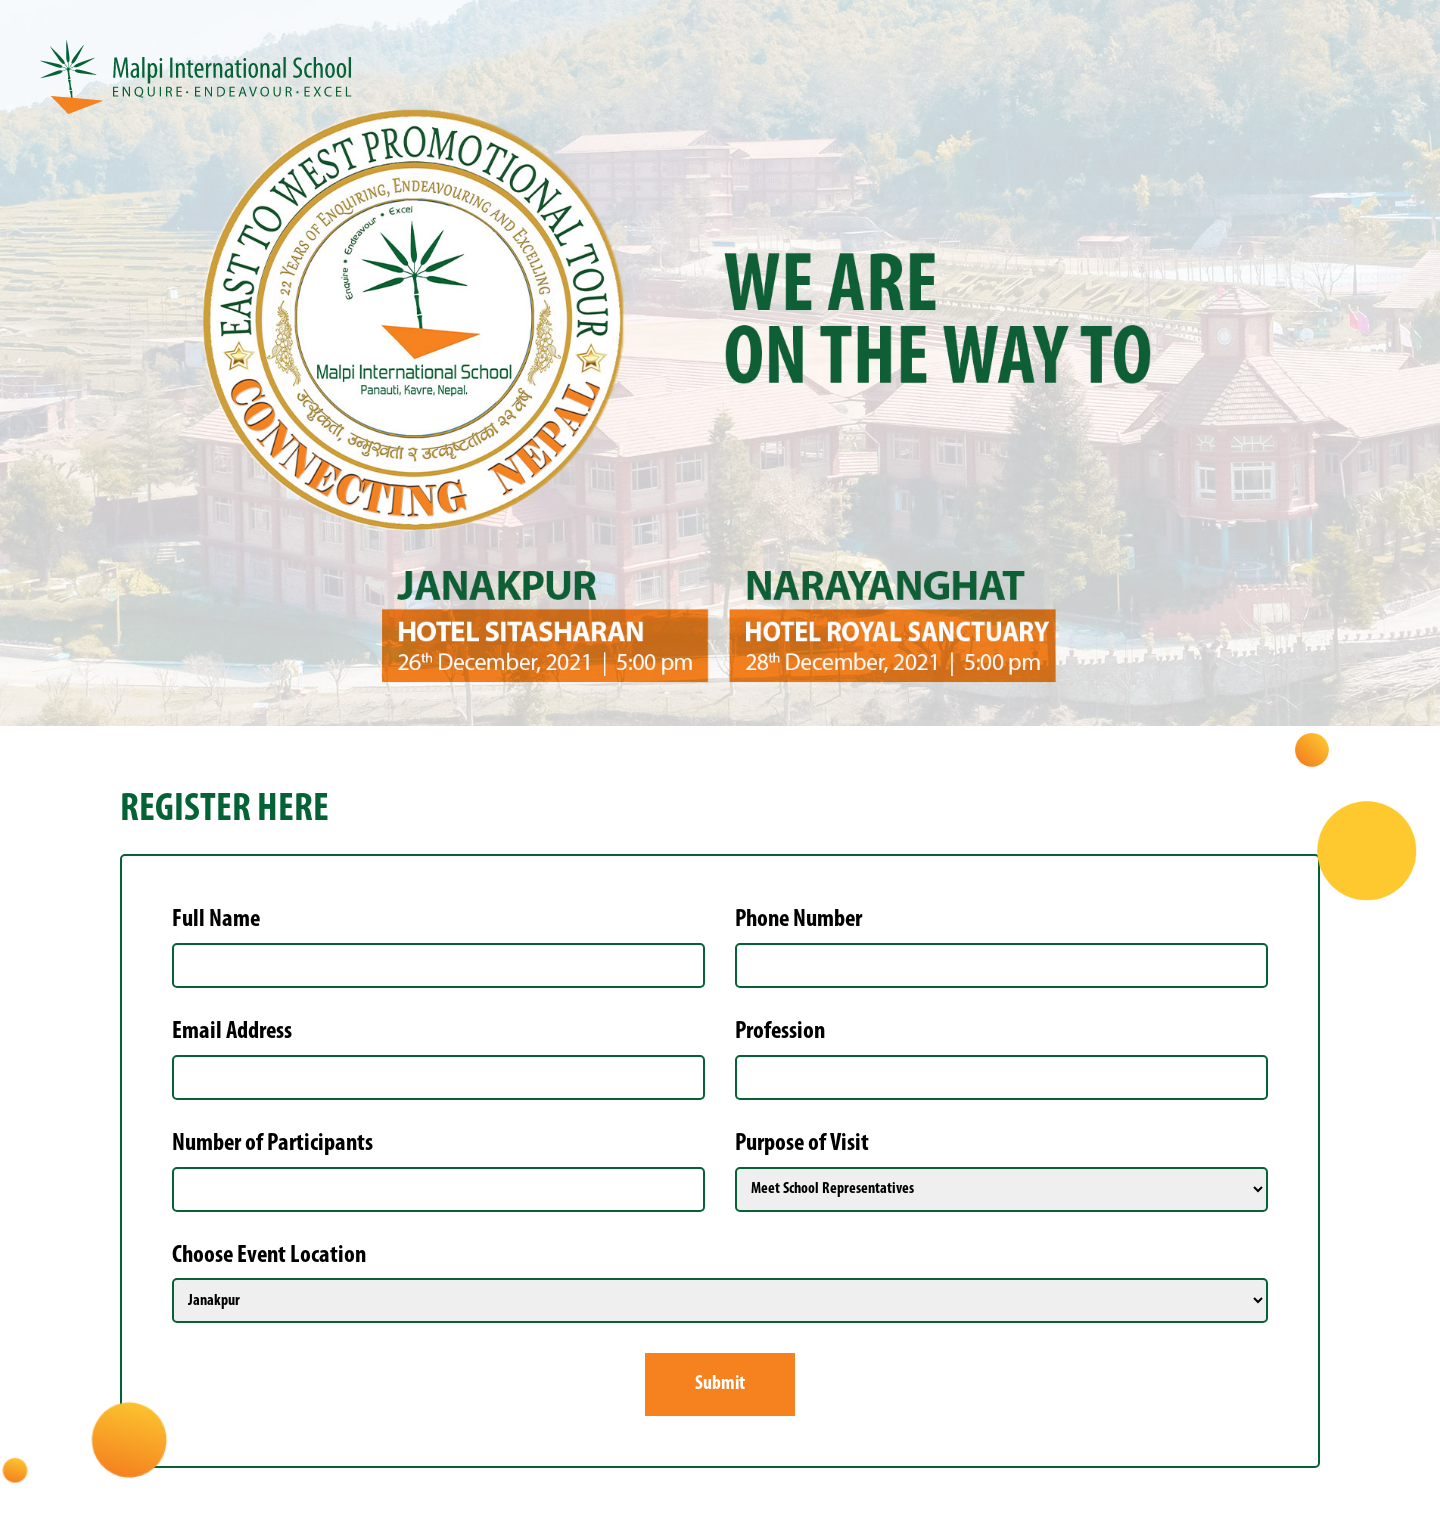 Malpi International School
ENQUIRE • ENDEAVOUR • EXCEL
EAST TO WEST PROMOTIONAL TOUR
22 YEARS OF ENQUIRING, ENDEAVOURING AND EXCELLING
Enquire • Endeavour • Excel
Malpi International School
Panauti, Kavre, Nepal.
उत्सुकता, उन्मुखता र उत्कृष्टताका २२ वर्ष
CONNECTING NEPAL
WE ARE
ON THE WAY TO
JANAKPUR
HOTEL SITASHARAN
26th December, 2021 | 5:00 pm
NARAYANGHAT
HOTEL ROYAL SANCTUARY
28th December, 2021 | 5:00 pm
REGISTER HERE
Full Name
Phone Number
Email Address
Profession
Number of Participants
Purpose of Visit
Meet School Representatives
Choose Event Location
Janakpur
Submit